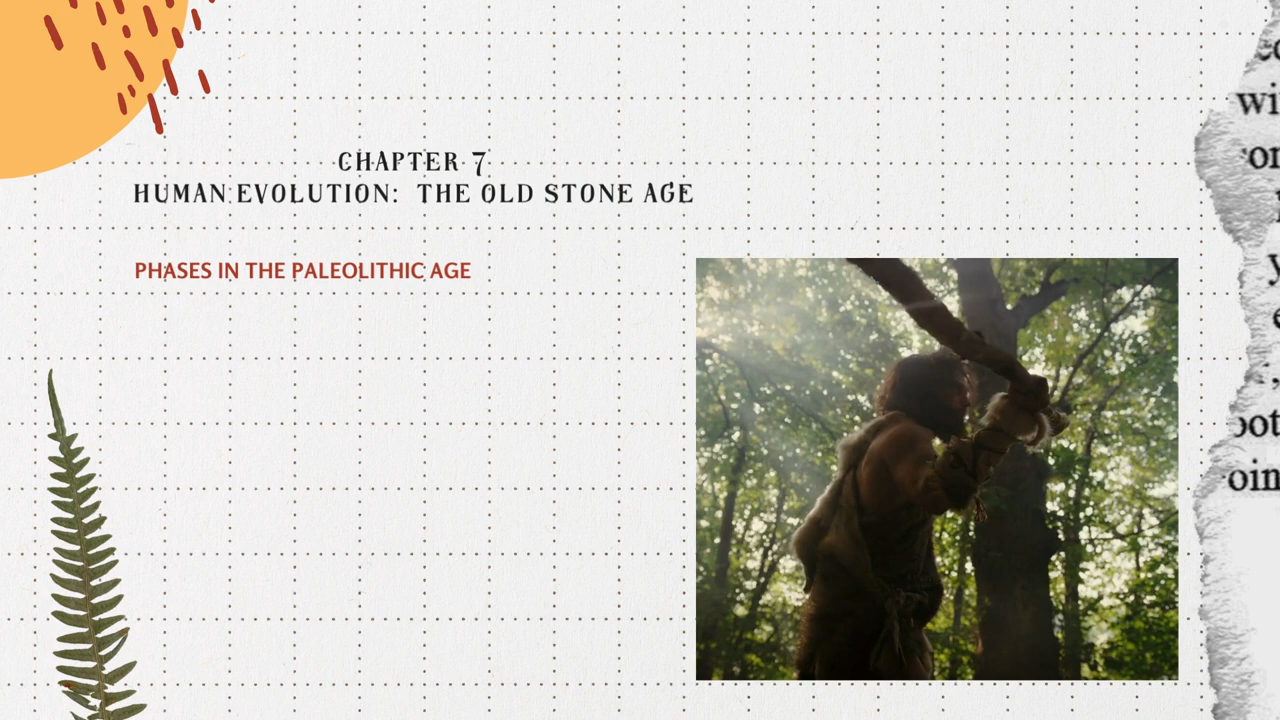 CHAPTER 7
HUMAN EVOLUTION: THE OLD STONE AGE
PHASES IN THE PALEOLITHIC AGE